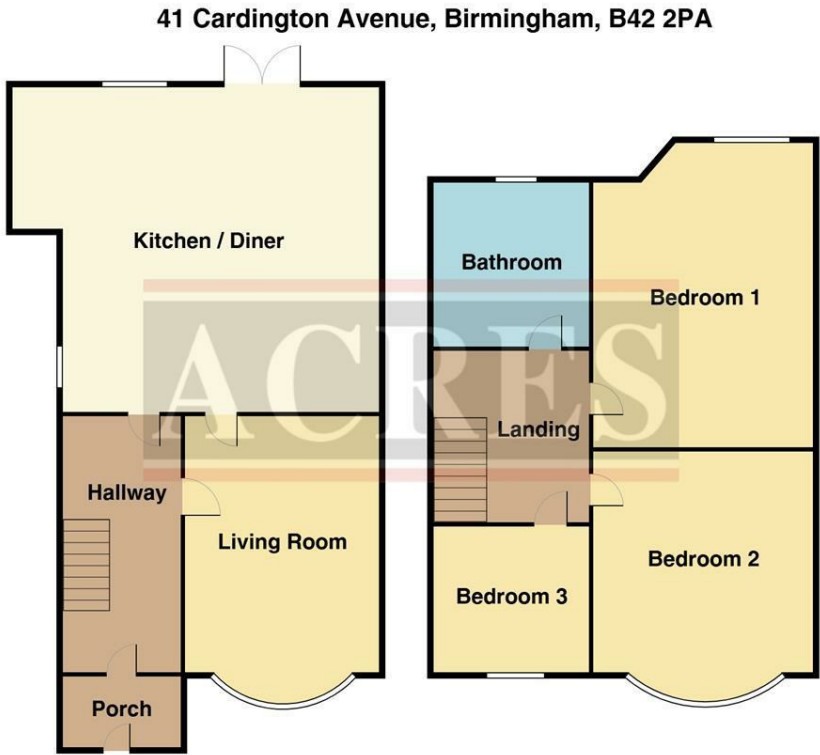 41 Cardington Avenue, Birmingham, B42 2PA
Kitchen / Diner
Bathroom
Bedroom 1
ACRES
Landing
Hallway
Living Room
Bedroom 2
Bedroom 3
Porch